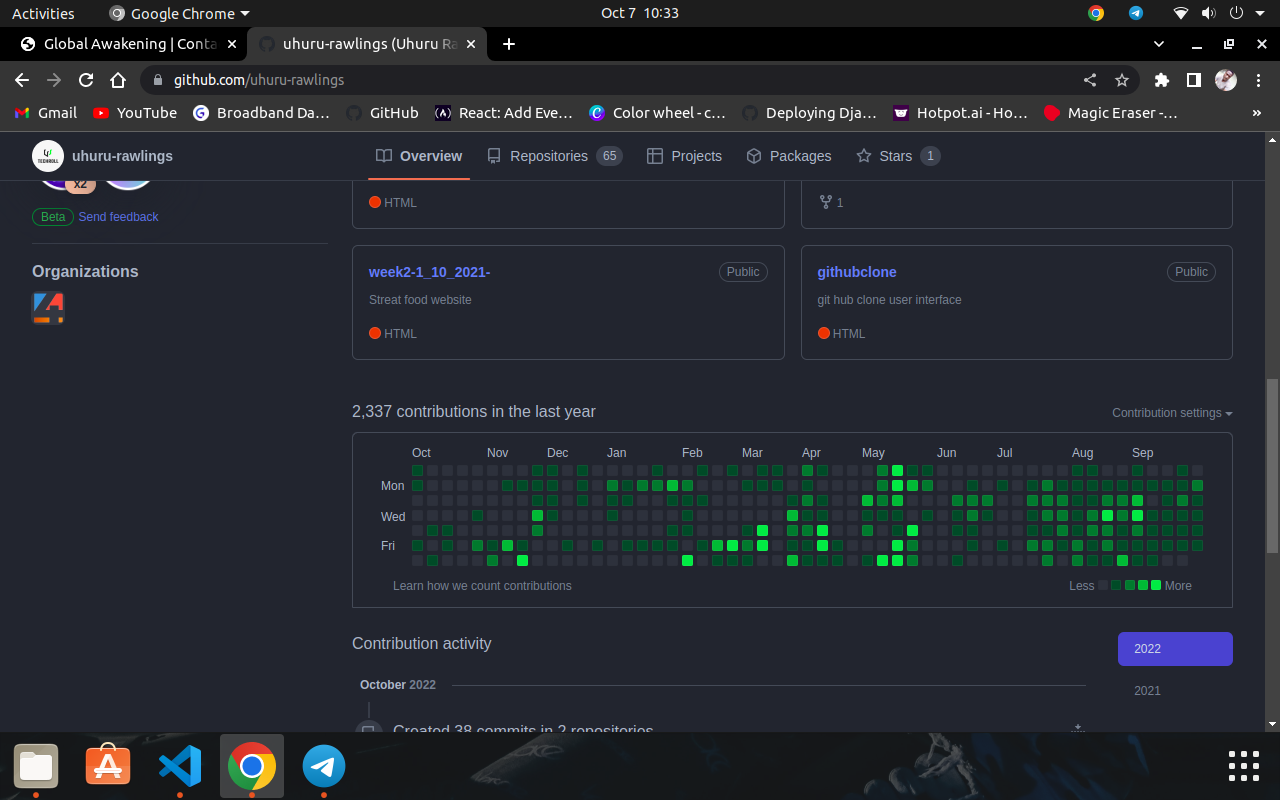 Activities Google Chrome Oct 7 10:33
Global Awakening | Conta uhuru-rawlings (Uhuru Ra
github.com/uhuru-rawlings
Gmail YouTube Broadband Da… GitHub React: Add Eve… Color wheel - c… Deploying Dja… Hotpot.ai - Ho… Magic Eraser -… »
uhuru-rawlings Overview Repositories 65 Projects Packages Stars 1
x2
Beta Send feedback
HTML
1
Organizations
week2-1_10_2021- Public
Streat food website
HTML
githubclone Public
git hub clone user interface
HTML
2,337 contributions in the last year
Contribution settings
Oct Nov Dec Jan Feb Mar Apr May Jun Jul Aug Sep
Mon
Wed
Fri
Learn how we count contributions
Less More
Contribution activity
2022
2021
October 2022
Created 38 commits in 2 repositories